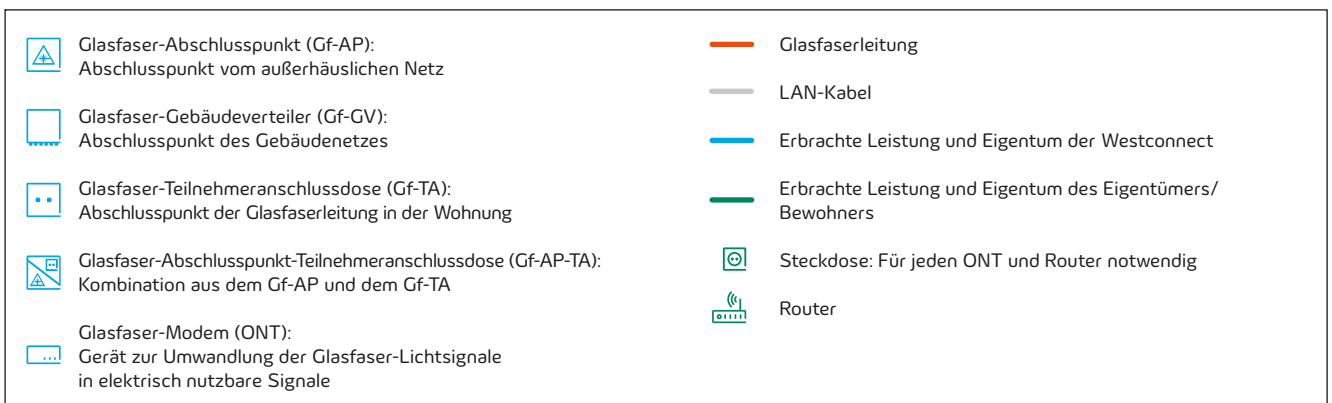 Glasfaser-Abschlusspunkt (Gf-AP):
Abschlusspunkt vom außerhäuslichen Netz
Glasfaser-Gebäudeverteiler (Gf-GV):
Abschlusspunkt des Gebäudenetzes
Glasfaser-Teilnehmeranschlussdose (Gf-TA):
Abschlusspunkt der Glasfaserleitung in der Wohnung
Glasfaser-Abschlusspunkt-Teilnehmeranschlussdose (Gf-AP-TA):
Kombination aus dem Gf-AP und dem Gf-TA
Glasfaser-Modem (ONT):
Gerät zur Umwandlung der Glasfaser-Lichtsignale
in elektrisch nutzbare Signale
Glasfaserleitung
LAN-Kabel
Erbrachte Leistung und Eigentum der Westconnect
Erbrachte Leistung und Eigentum des Eigentümers/
Bewohners
Steckdose: Für jeden ONT und Router notwendig
Router